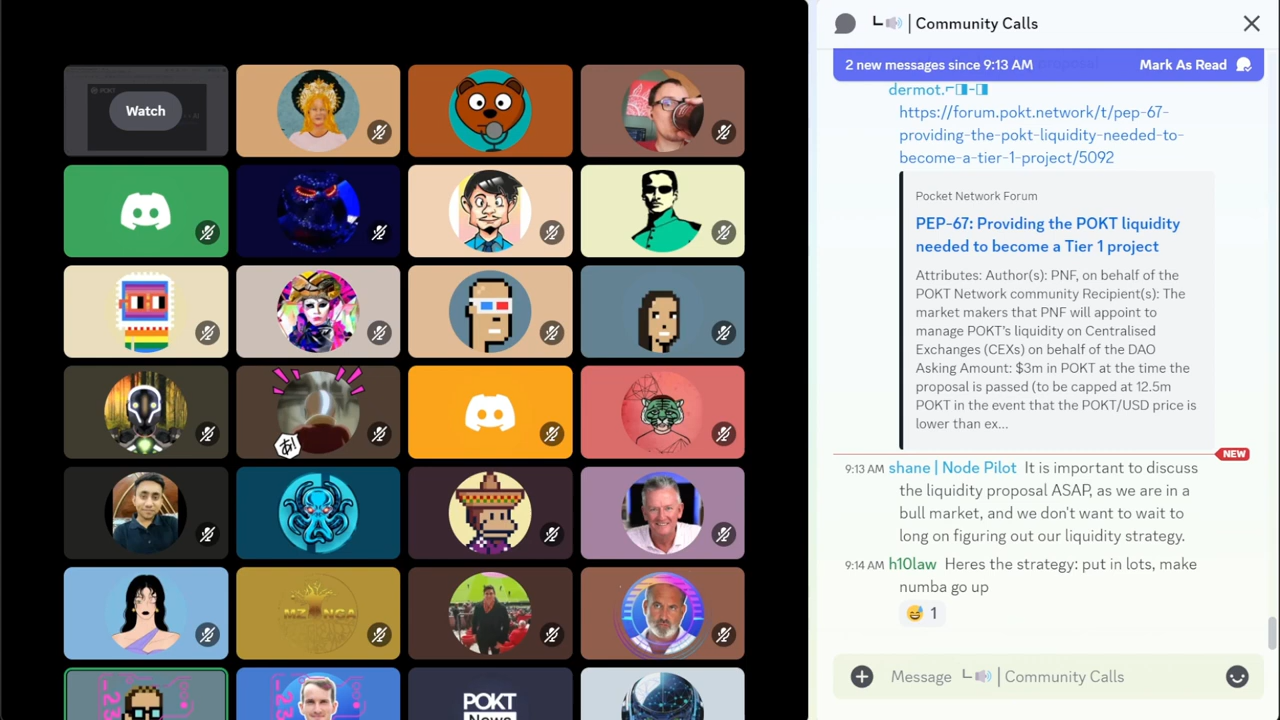 POKT
Watch
MZ NGA
POKT
News
Community Calls
2 new messages since 9:13 AM
Mark As Read
dermot.
https://forum.pokt.network/t/pep-67-
providing-the-pokt-liquidity-needed-to-
become-a-tier-1-project/5092
Pocket Network Forum
PEP-67: Providing the POKT liquidity
needed to become a Tier 1 project
Attributes: Author(s): PNF, on behalf of the
POKT Network community Recipient(s): The
market makers that PNF will appoint to
manage POKT's liquidity on Centralised
Exchanges (CEXs) on behalf of the DAO
Asking Amount: $3m in POKT at the time the
proposal is passed (to be capped at 12.5m
POKT in the event that the POKT/USD price is
lower than ex...
NEW
9:13 AM shane | Node Pilot It is important to discuss
the liquidity proposal ASAP, as we are in a
bull market, and we don't want to wait to
long on figuring out our liquidity strategy.
9:14 AM h10law Heres the strategy: put in lots, make
numba go up
1
Message | Community Calls